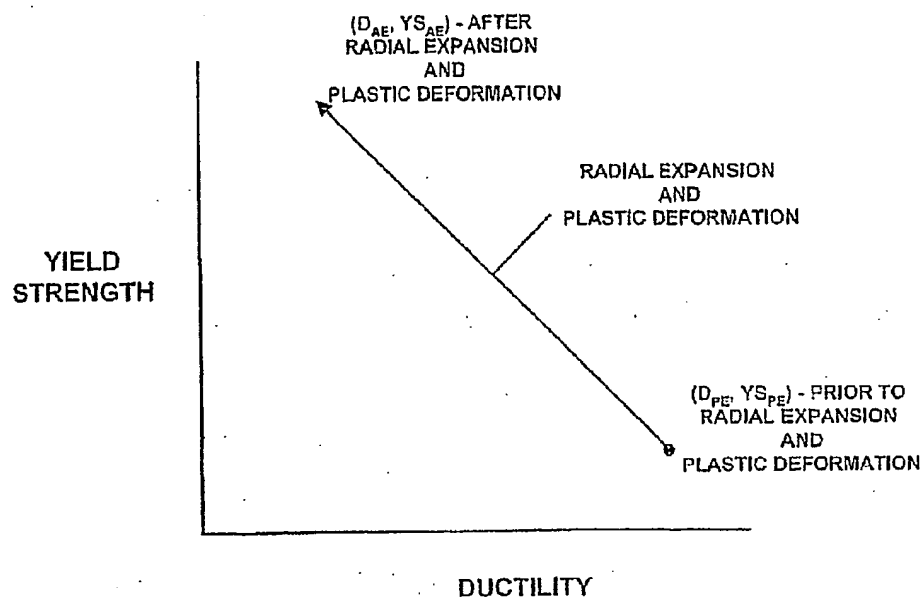 (D_AE, YS_AE) - AFTER
RADIAL EXPANSION
AND
PLASTIC DEFORMATION
RADIAL EXPANSION
AND
PLASTIC DEFORMATION
YIELD
STRENGTH
(D_PE, YS_PE) - PRIOR TO
RADIAL EXPANSION
AND
PLASTIC DEFORMATION
DUCTILITY